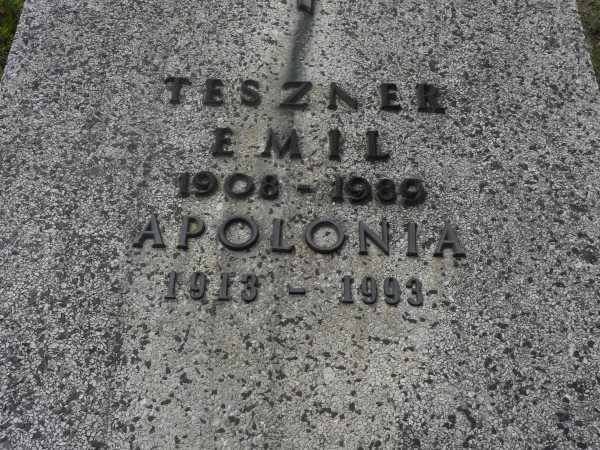 TESZNER
EMIL
1908 - 1989
APOLONIA
1913 - 1993